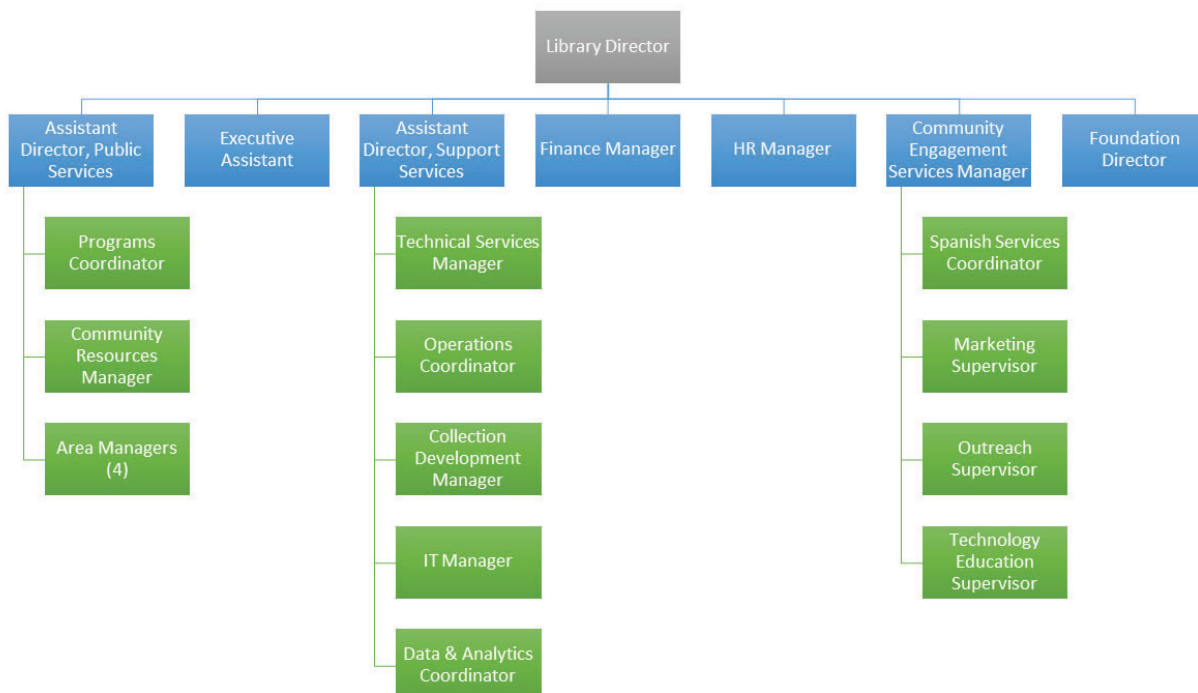 Library Director
Assistant
Director, Public
Services
Executive
Assistant
Assistant
Director, Support
Services
Finance Manager
HR Manager
Community
Engagement
Services Manager
Foundation
Director
Programs
Coordinator
Community
Resources
Manager
Area Managers
(4)
Technical Services
Manager
Operations
Coordinator
Collection
Development
Manager
IT Manager
Data & Analytics
Coordinator
Spanish Services
Coordinator
Marketing
Supervisor
Outreach
Supervisor
Technology
Education
Supervisor